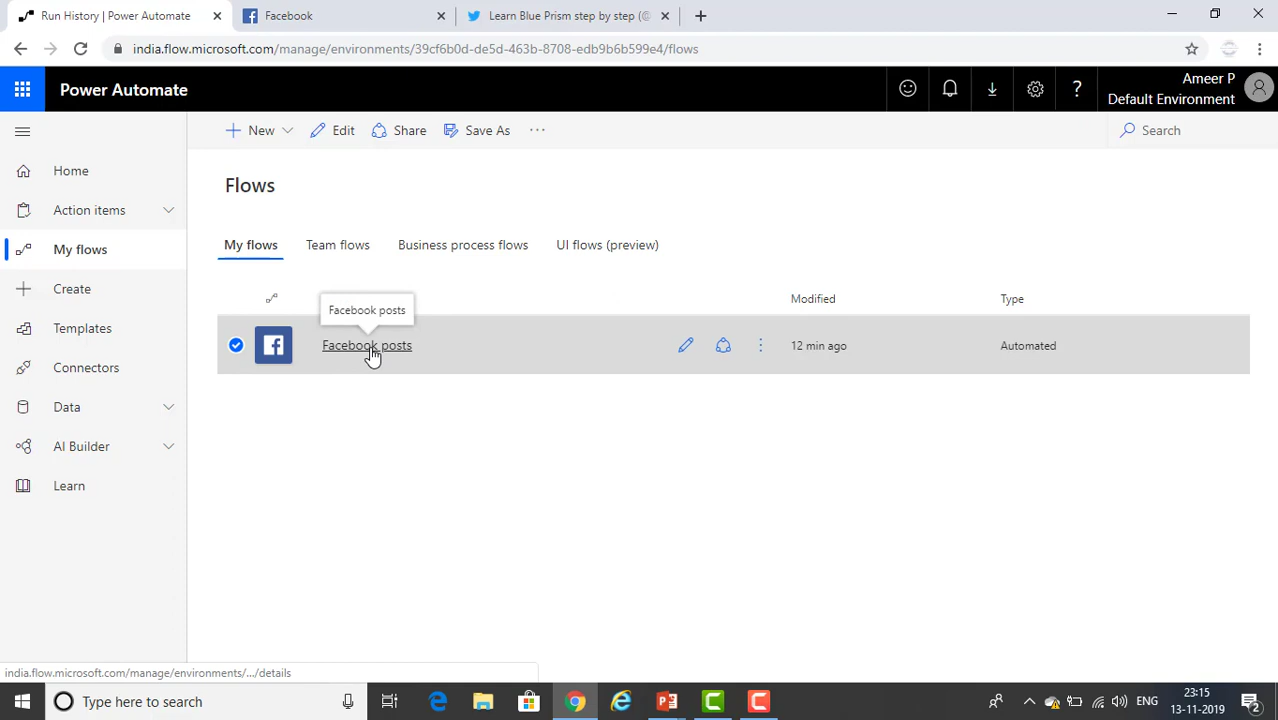 Run History | Power Automate
Facebook
Learn Blue Prism step by step (@
india.flow.microsoft.com/manage/environments/39cf6b0d-de5d-463b-8708-edb9b6b599e4/flows
Power Automate
Ameer P
Default Environment
New
Edit
Share
Save As
Search
Home
Action items
My flows
Create
Templates
Connectors
Data
AI Builder
Learn
Flows
My flows
Team flows
Business process flows
UI flows (preview)
Modified
Type
Facebook posts
Facebook posts
12 min ago
Automated
india.flow.microsoft.com/manage/environments/.../details
Type here to search
ENG
23:15
13-11-2019
2